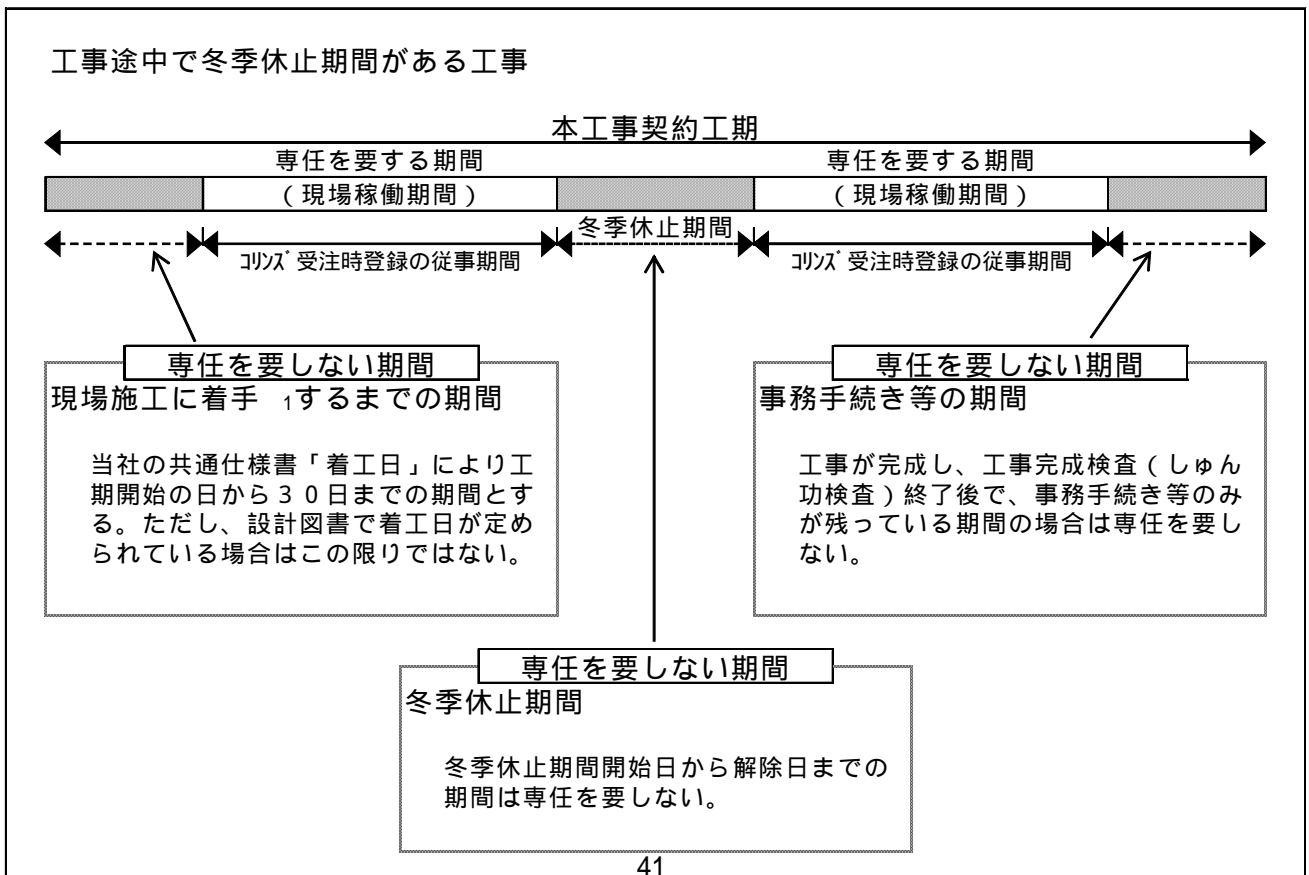 工事途中で冬季休止期間がある工事
本工事契約工期
専任を要する期間
専任を要する期間
(現場稼働期間)
(現場稼働期間)
冬季休止期間
ｺﾘﾝｽﾞ受注時登録の従事期間
ｺﾘﾝｽﾞ受注時登録の従事期間
専任を要しない期間
現場施工に着手 1するまでの期間
当社の共通仕様書「着工日」により工
期開始の日から３０日までの期間とす
る。ただし、設計図書で着工日が定め
られている場合はこの限りではない。
専任を要しない期間
事務手続き等の期間
工事が完成し、工事完成検査(しゅん
功検査)終了後で、事務手続き等のみ
が残っている期間の場合は専任を要し
ない。
専任を要しない期間
冬季休止期間
冬季休止期間開始日から解除日までの
期間は専任を要しない。
41